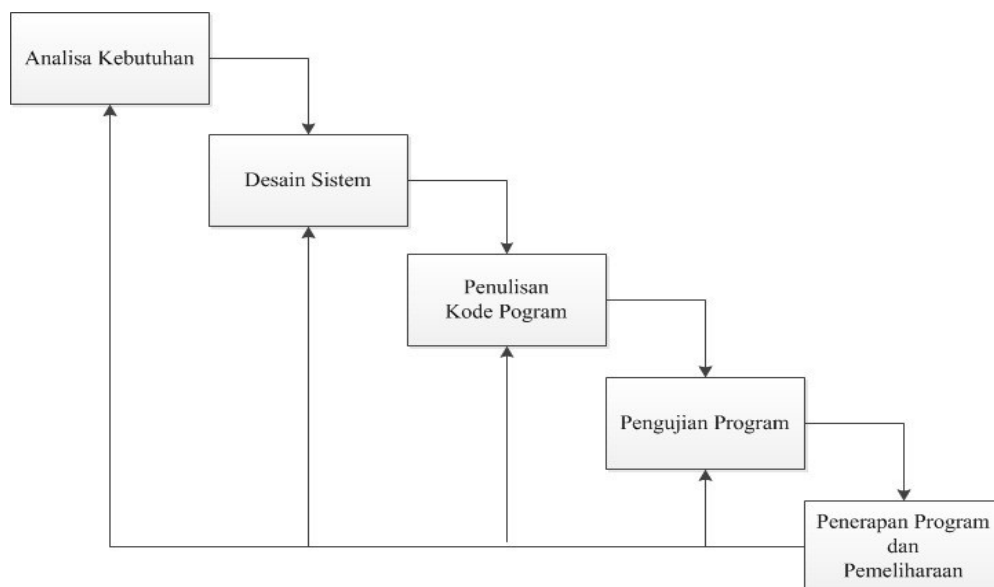 Analisa Kebutuhan
Desain Sistem
Penulisan
Kode Pogram
Pengujian Program
Penerapan Program
dan
Pemeliharaan